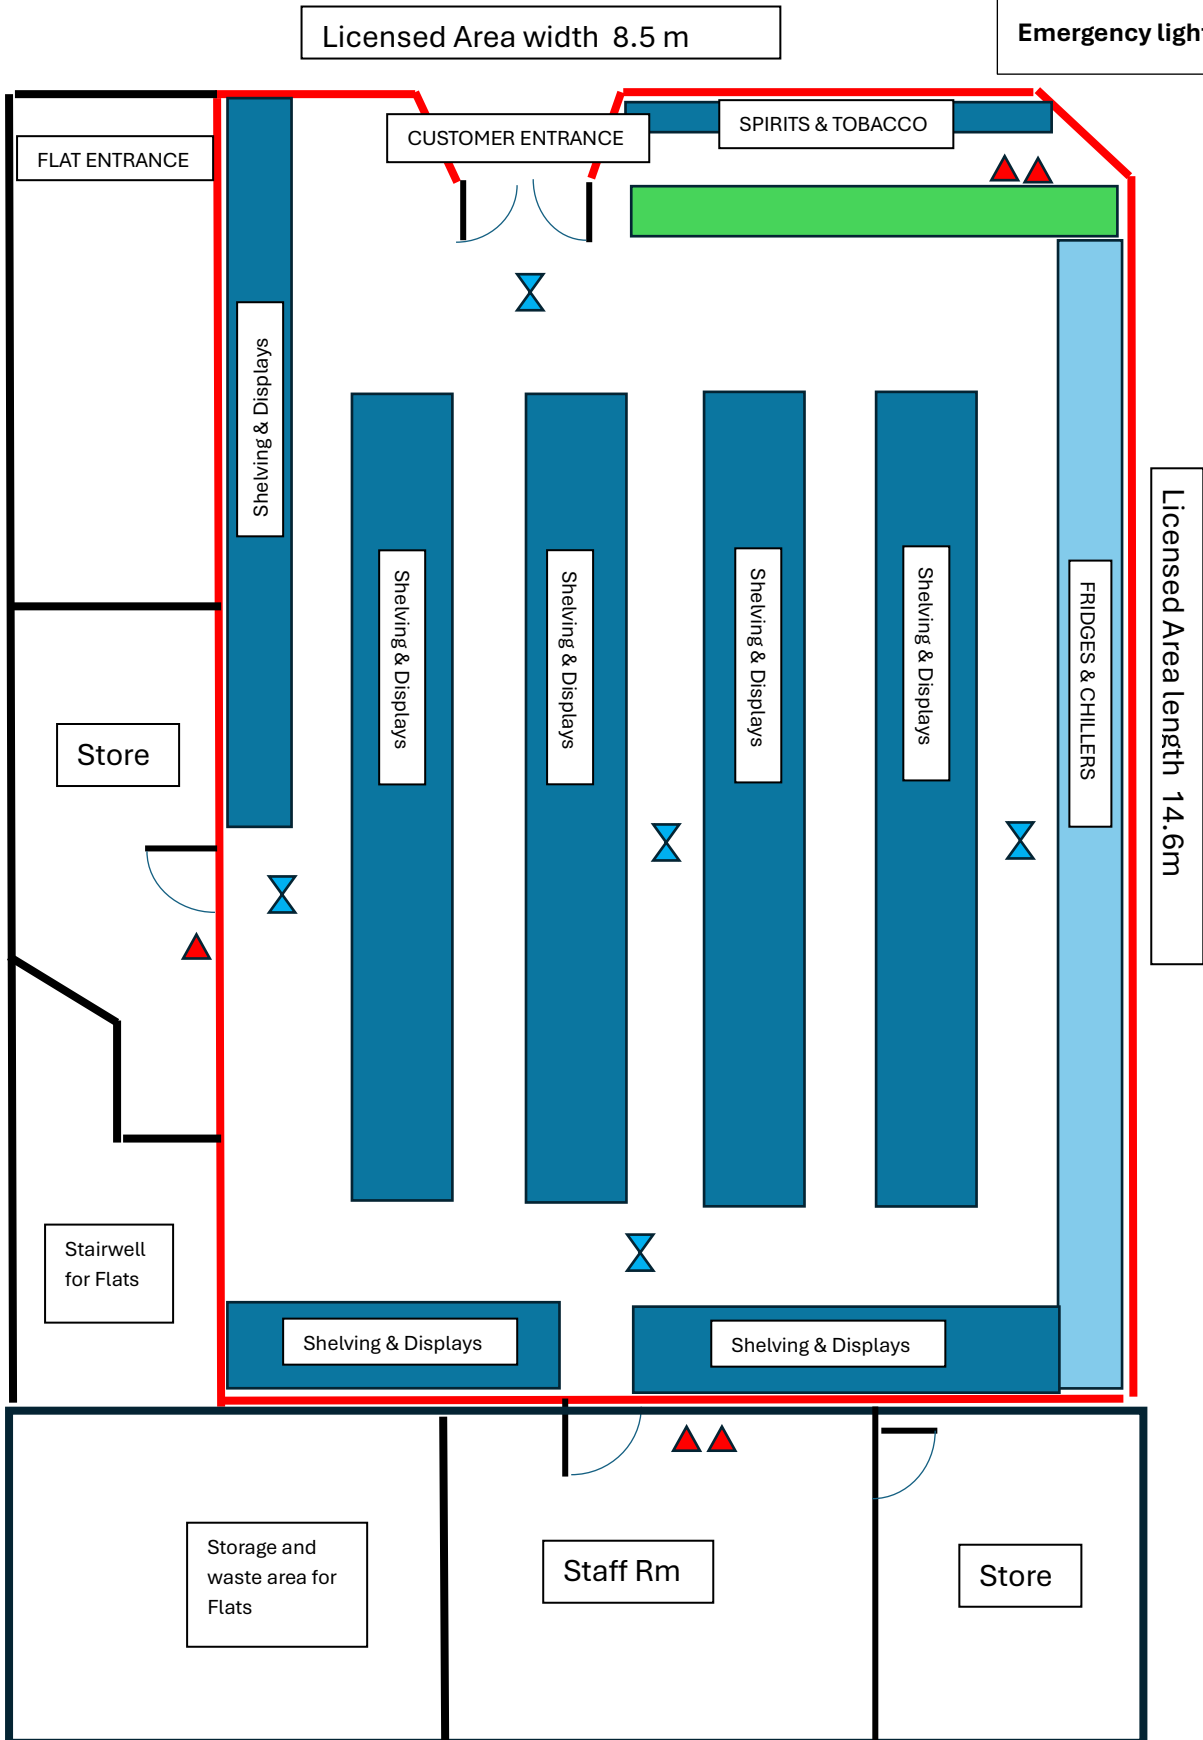 Licensed Area width 8.5 m
Emergency light
FLAT ENTRANCE
CUSTOMER ENTRANCE
SPIRITS & TOBACCO
Shelving & Displays
Shelving & Displays
Shelving & Displays
Shelving & Displays
Shelving & Displays
FRIDGES & CHILLERS
Licensed Area length 14.6m
Store
Stairwell
for Flats
Shelving & Displays
Shelving & Displays
Storage and
waste area for
Flats
Staff Rm
Store